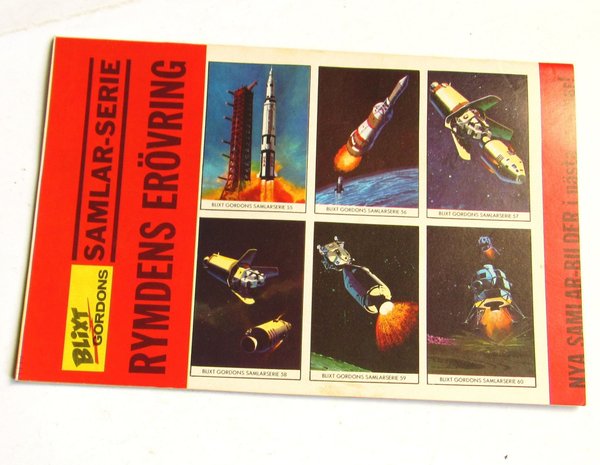 BLIXT
GORDONS
SAMLAR-SERIE
RYMDENS ERÖVRING
BLIXT GORDONS SAMLARSERIE 55
BLIXT GORDONS SAMLARSERIE 56
BLIXT GORDONS SAMLARSERIE 57
BLIXT GORDONS SAMLARSERIE 58
BLIXT GORDONS SAMLARSERIE 59
BLIXT GORDONS SAMLARSERIE 60
NYA SAMLAR-BILDER i nästa